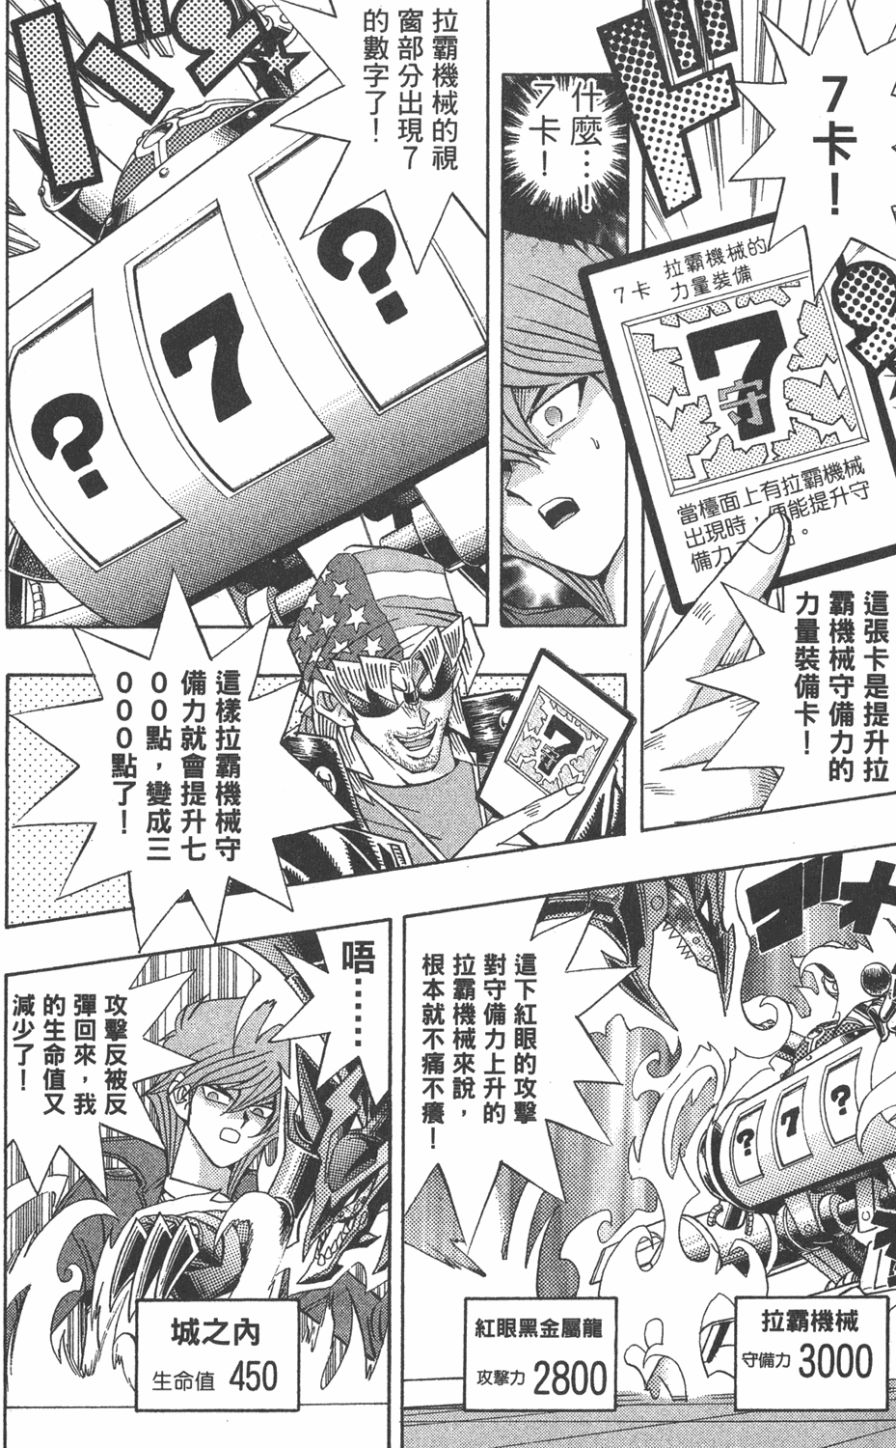 7卡！
7卡 拉霸機械的
力量裝備
7
守
當檯面上有拉霸機械
出現時，便能提升守
備力
。
這張卡是提升拉
霸機械守備力的
力量裝備卡！
什麼…！
7卡！
拉霸機械的視
窗部分出現7
的數字了！
?
7
?
7
守
這樣拉霸機械守
備力就會提升七
00點，變成三
000點了！
ゴ
?
7
?
這下紅眼的攻擊
對守備力上升的
拉霸機械來說，
根本就不痛不癢！
拉霸機械
守備力 3000
紅眼黑金屬龍
攻擊力 2800
唔……
攻擊反被反
彈回來，我
的生命值又
減少了！
城之內
生命值 450